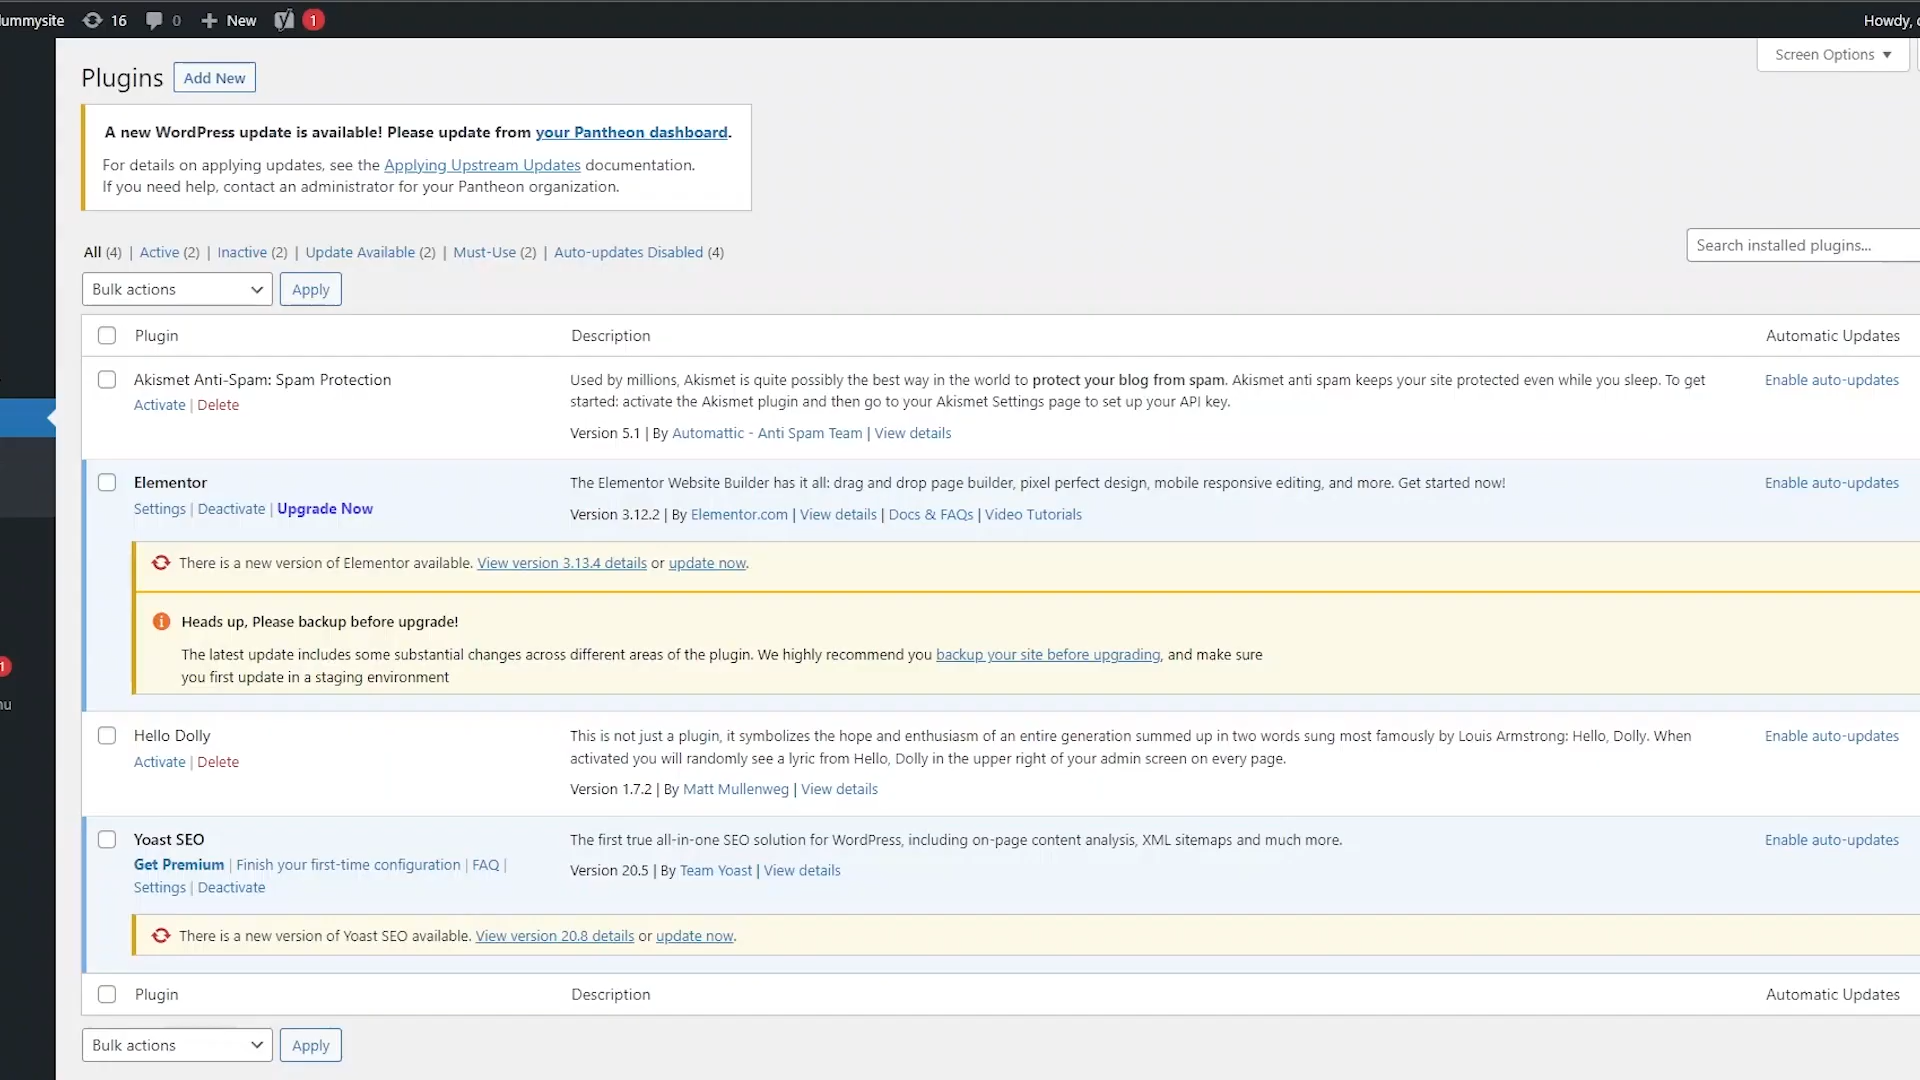 ummysite 16 0 New 1 Howdy,
Screen Options
Plugins Add New
A new WordPress update is available! Please update from your Pantheon dashboard.
For details on applying updates, see the Applying Upstream Updates documentation.
If you need help, contact an administrator for your Pantheon organization.
All (4) | Active (2) | Inactive (2) | Update Available (2) | Must-Use (2) | Auto-updates Disabled (4)
Search installed plugins...
Bulk actions Apply
Plugin Description Automatic Updates
Akismet Anti-Spam: Spam Protection
Activate | Delete
Used by millions, Akismet is quite possibly the best way in the world to protect your blog from spam. Akismet anti spam keeps your site protected even while you sleep. To get
started: activate the Akismet plugin and then go to your Akismet Settings page to set up your API key.
Version 5.1 | By Automattic - Anti Spam Team | View details
Enable auto-updates
Elementor
Settings | Deactivate | Upgrade Now
The Elementor Website Builder has it all: drag and drop page builder, pixel perfect design, mobile responsive editing, and more. Get started now!
Version 3.12.2 | By Elementor.com | View details | Docs & FAQs | Video Tutorials
Enable auto-updates
There is a new version of Elementor available. View version 3.13.4 details or update now.
Heads up, Please backup before upgrade!
The latest update includes some substantial changes across different areas of the plugin. We highly recommend you backup your site before upgrading, and make sure
you first update in a staging environment
1
nu
Hello Dolly
Activate | Delete
This is not just a plugin, it symbolizes the hope and enthusiasm of an entire generation summed up in two words sung most famously by Louis Armstrong: Hello, Dolly. When
activated you will randomly see a lyric from Hello, Dolly in the upper right of your admin screen on every page.
Version 1.7.2 | By Matt Mullenweg | View details
Enable auto-updates
Yoast SEO
Get Premium | Finish your first-time configuration | FAQ |
Settings | Deactivate
The first true all-in-one SEO solution for WordPress, including on-page content analysis, XML sitemaps and much more.
Version 20.5 | By Team Yoast | View details
Enable auto-updates
There is a new version of Yoast SEO available. View version 20.8 details or update now.
Plugin Description Automatic Updates
Bulk actions Apply